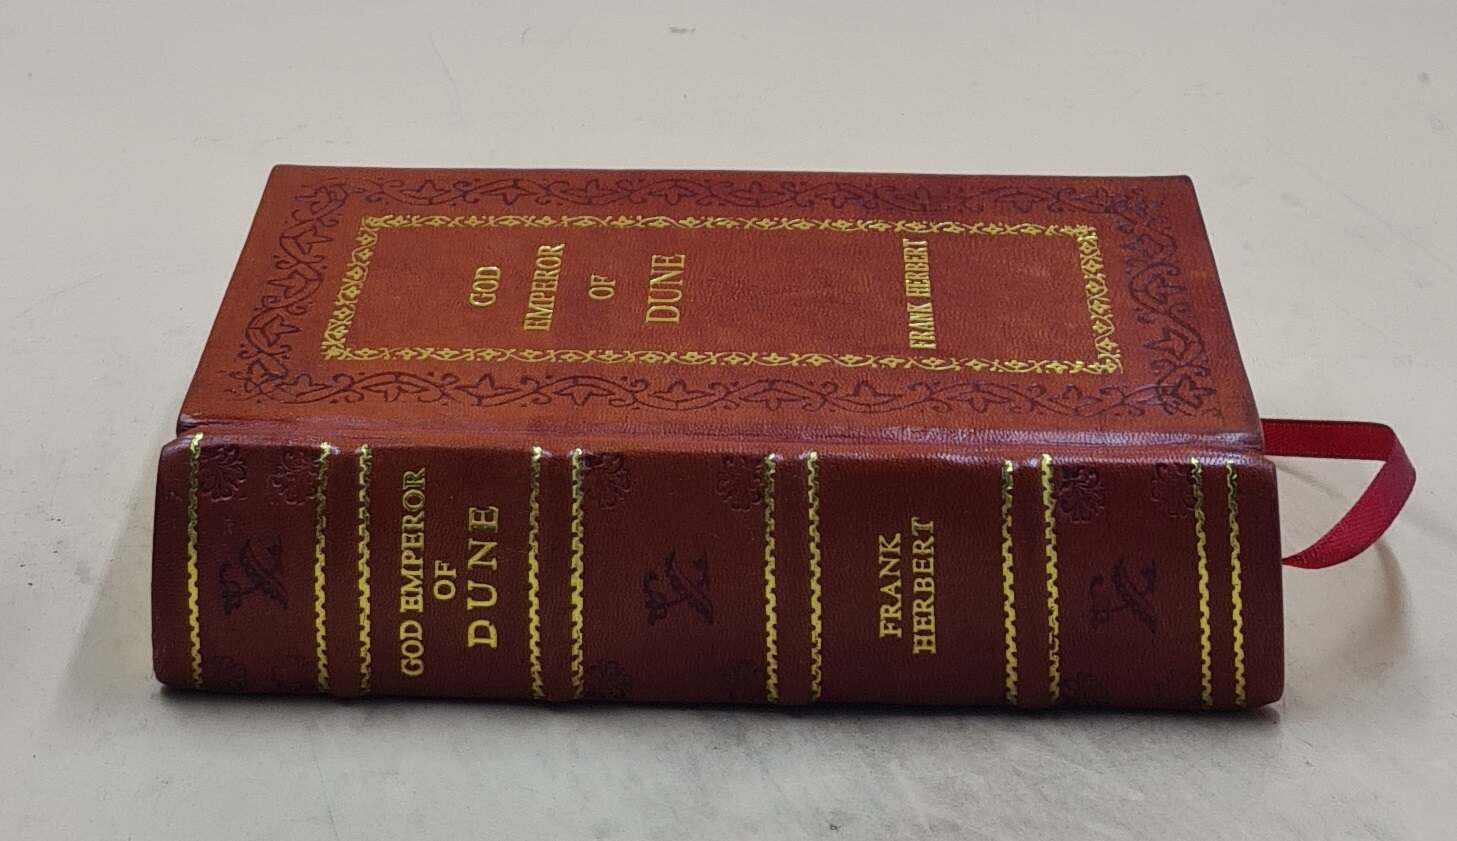 GOD
EMPEROR
OF
DUNE
FRANK HERBERT
GOD EMPEROR
OF
DUNE
FRANK
HERBERT